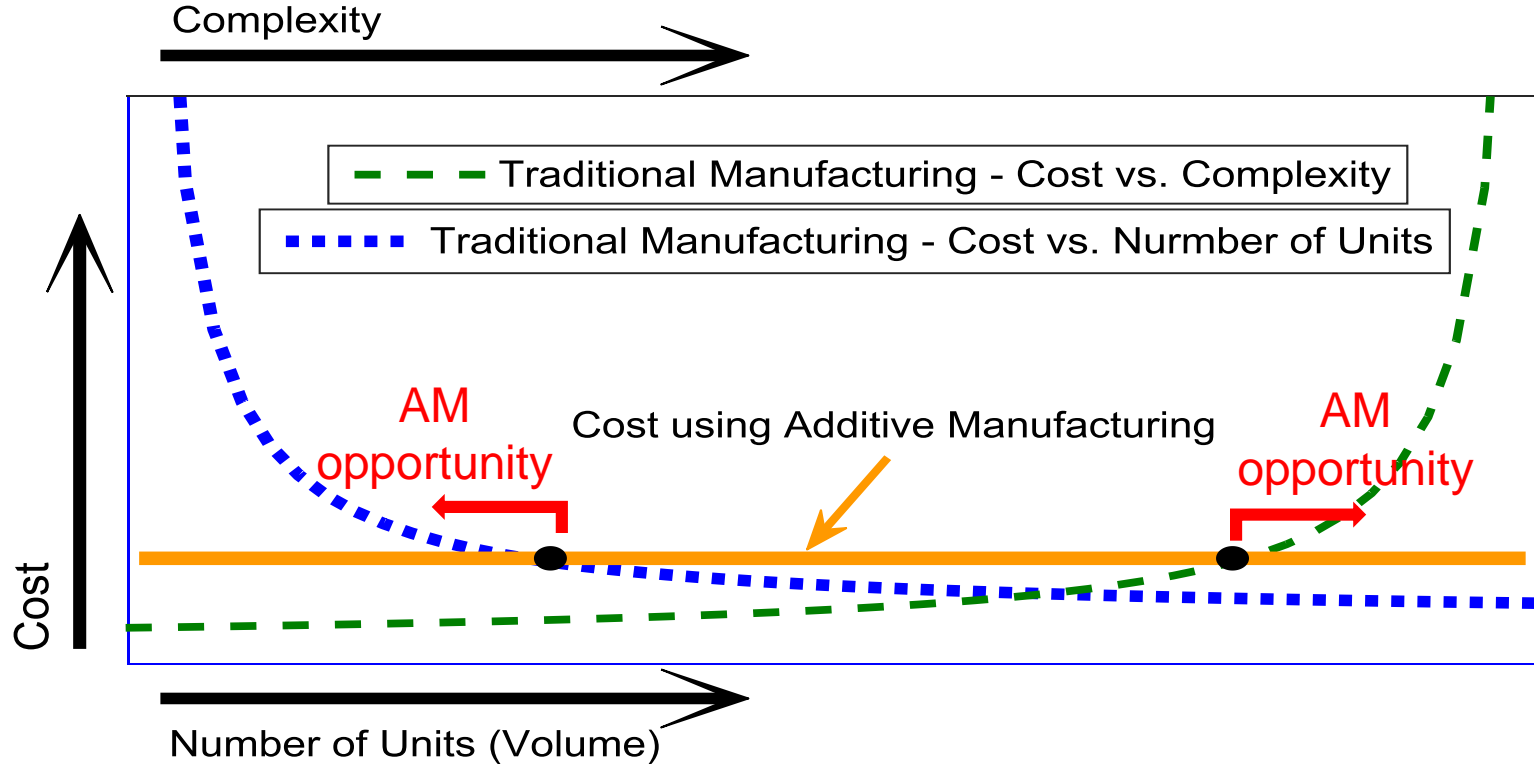 Complexity
Traditional Manufacturing - Cost vs. Complexity
Traditional Manufacturing - Cost vs. Nurmber of Units
AM
opportunity
Cost using Additive Manufacturing
AM
opportunity
Cost
Number of Units (Volume)